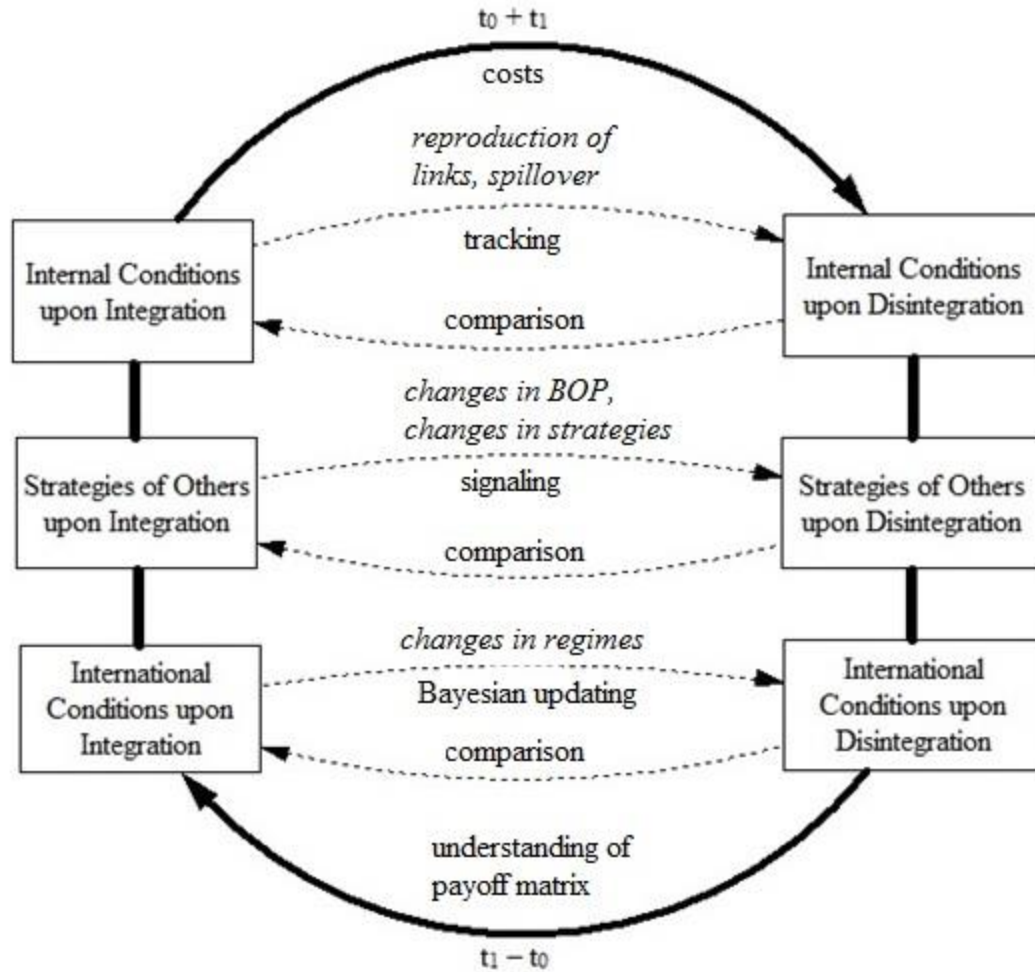 t₀ + t₁
costs
reproduction of
links, spillover
tracking
Internal Conditions
upon Integration
Internal Conditions
upon Disintegration
comparison
changes in BOP,
changes in strategies
signaling
Strategies of Others
upon Integration
Strategies of Others
upon Disintegration
comparison
changes in regimes
Bayesian updating
International
Conditions upon
Integration
International
Conditions upon
Disintegration
comparison
understanding of
payoff matrix
t₁ – t₀